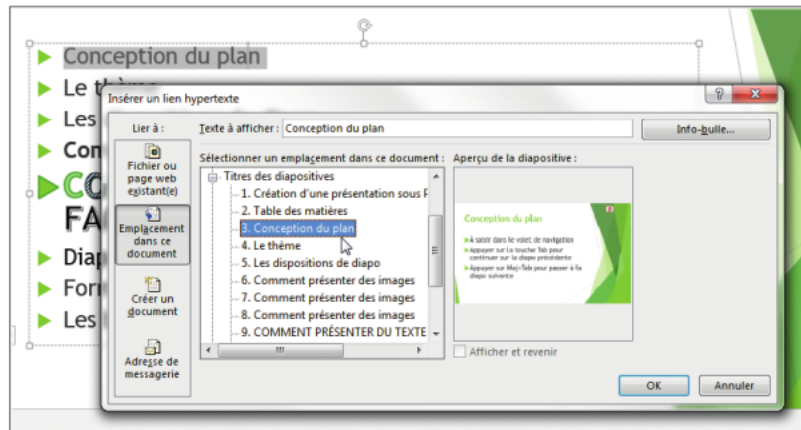 Conception du plan
Le thème
Insérer un lien hypertexte
Les
Lier à :
Texte à afficher : Conception du plan
Info-bulle...
Con
Fichier ou
page web
existant(e)
Sélectionner un emplacement dans ce document :
Aperçu de la diapositive :
Titres des diapositives
1. Création d'une présentation sous
2. Table des matières
3. Conception du plan
4. Le thème
5. Les dispositions de diapo
6. Comment présenter des images
7. Comment présenter des images
8. Comment présenter des images
9. COMMENT PRÉSENTER DU TEXTE
Conception du plan
À saisir dans le volet de navigation
Appuyer sur la touche Tab pour
continuer sur la diapo précédente
Appuyer sur Maj+Tab pour passer à la
diapo suivante
CO
FA
Emplacement
dans ce
document
Diap
For
Créer un
document
Les
Adresse de
messagerie
Afficher et revenir
OK
Annuler